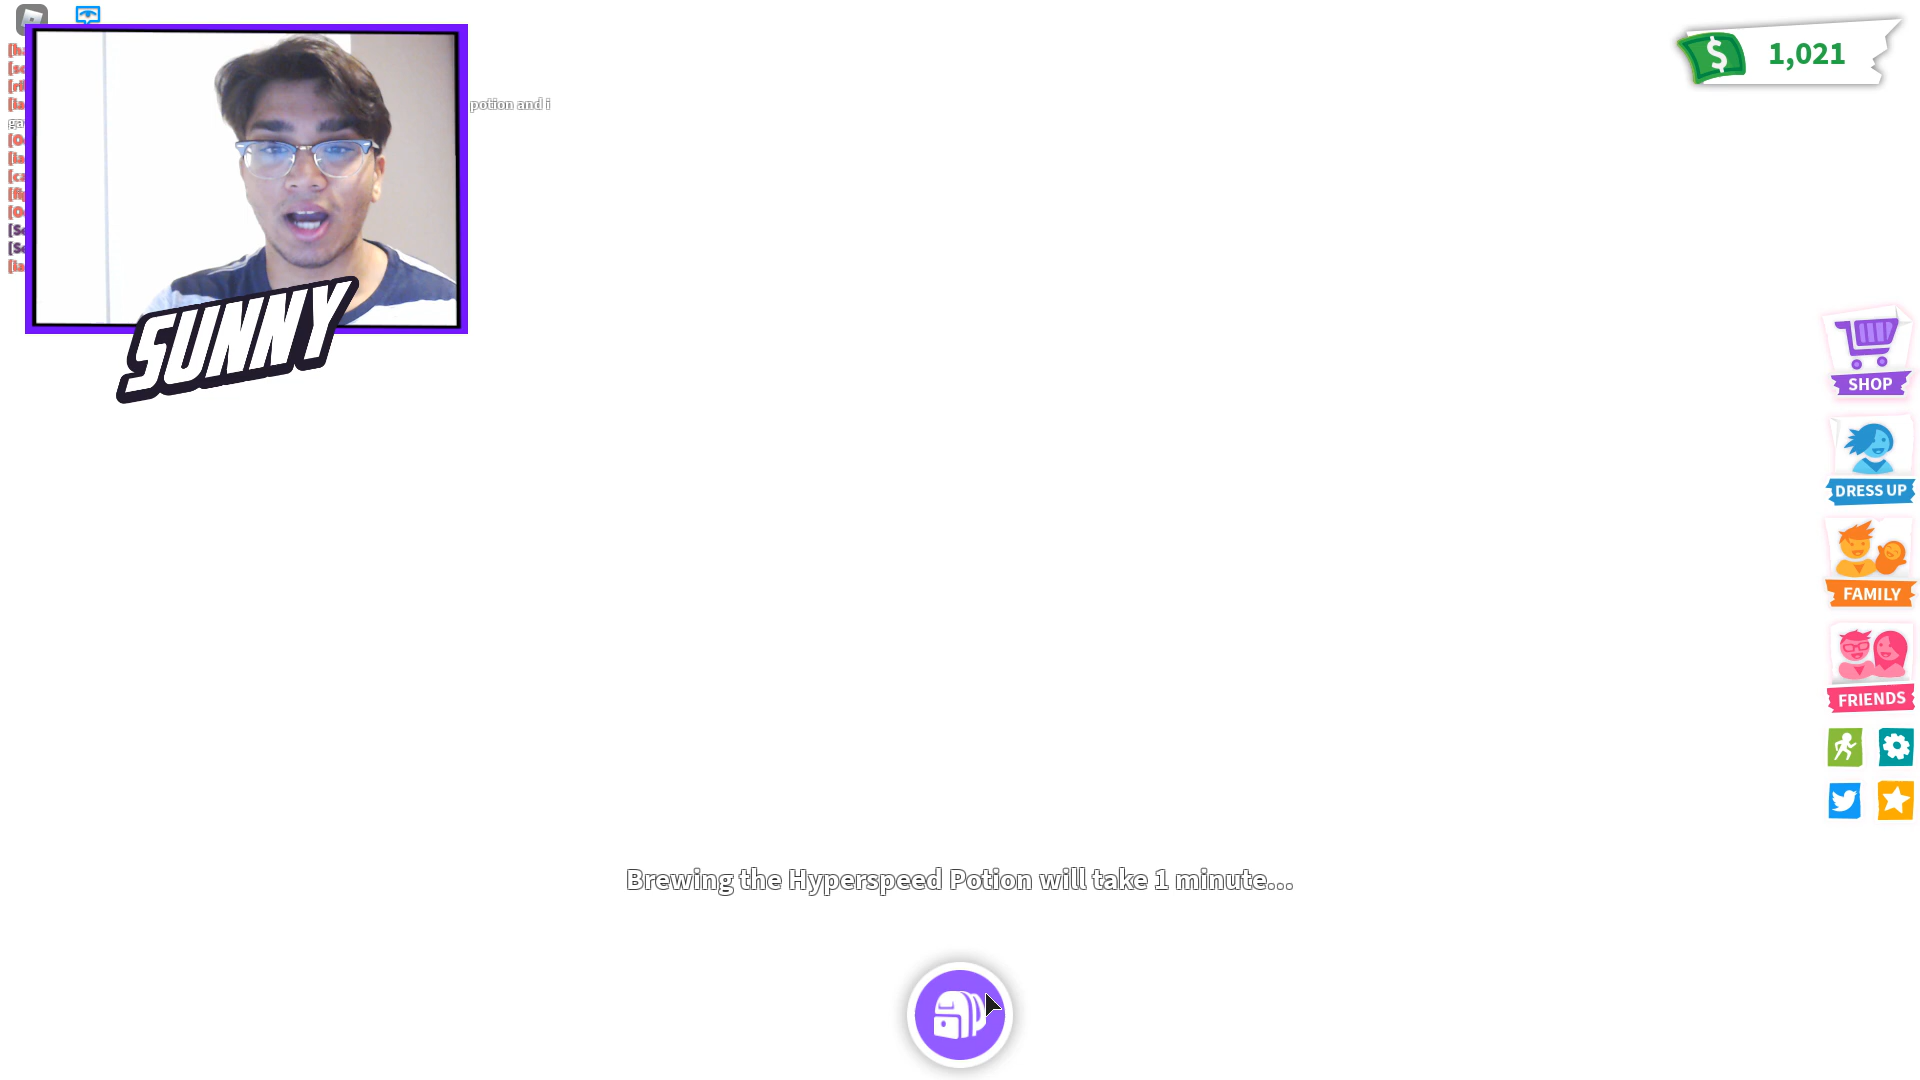 1,021
potion and i
SUNNY
SHOP
DRESS UP
FAMILY
FRIENDS
Brewing the Hyperspeed Potion will take 1 minute...